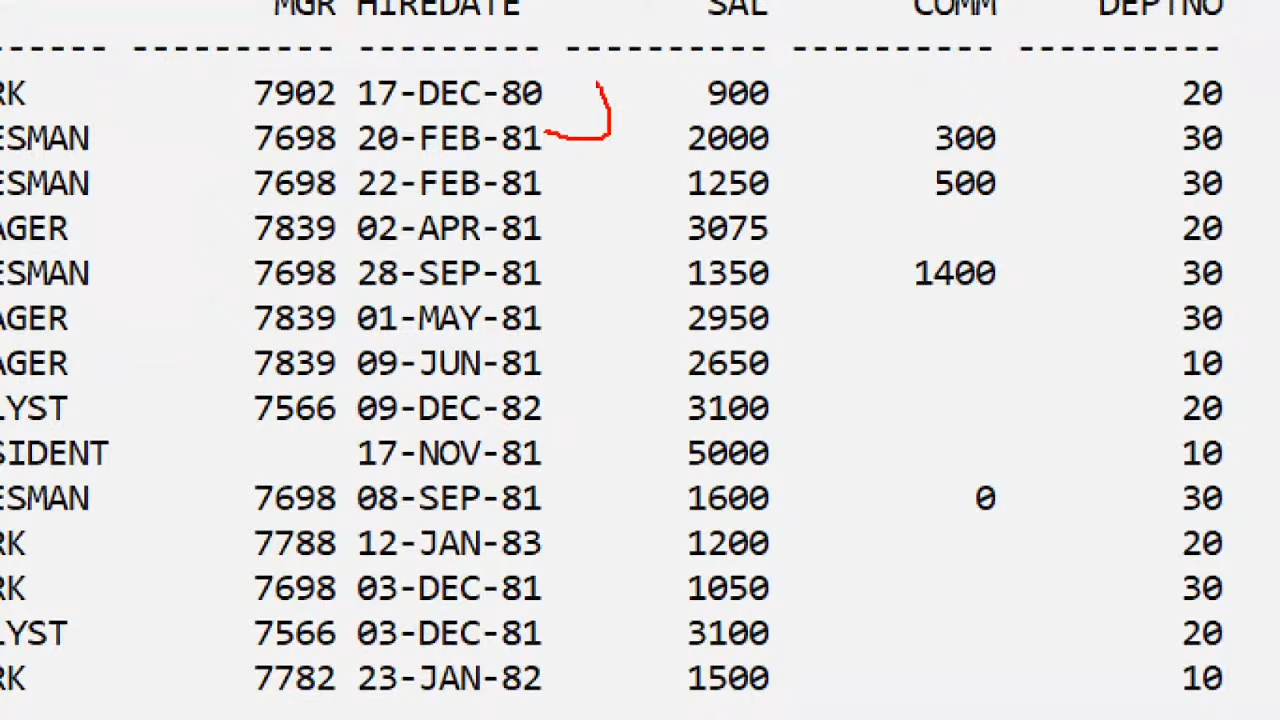 MGR HIREDATE SAL COMM DEPTNO
------ ---------- --------- ---------- ---------- ----------
RK 7902 17-DEC-80 900 20
ESMAN 7698 20-FEB-81 2000 300 30
ESMAN 7698 22-FEB-81 1250 500 30
AGER 7839 02-APR-81 3075 20
ESMAN 7698 28-SEP-81 1350 1400 30
AGER 7839 01-MAY-81 2950 30
AGER 7839 09-JUN-81 2650 10
LYST 7566 09-DEC-82 3100 20
SIDENT 17-NOV-81 5000 10
ESMAN 7698 08-SEP-81 1600 0 30
RK 7788 12-JAN-83 1200 20
RK 7698 03-DEC-81 1050 30
LYST 7566 03-DEC-81 3100 20
RK 7782 23-JAN-82 1500 10